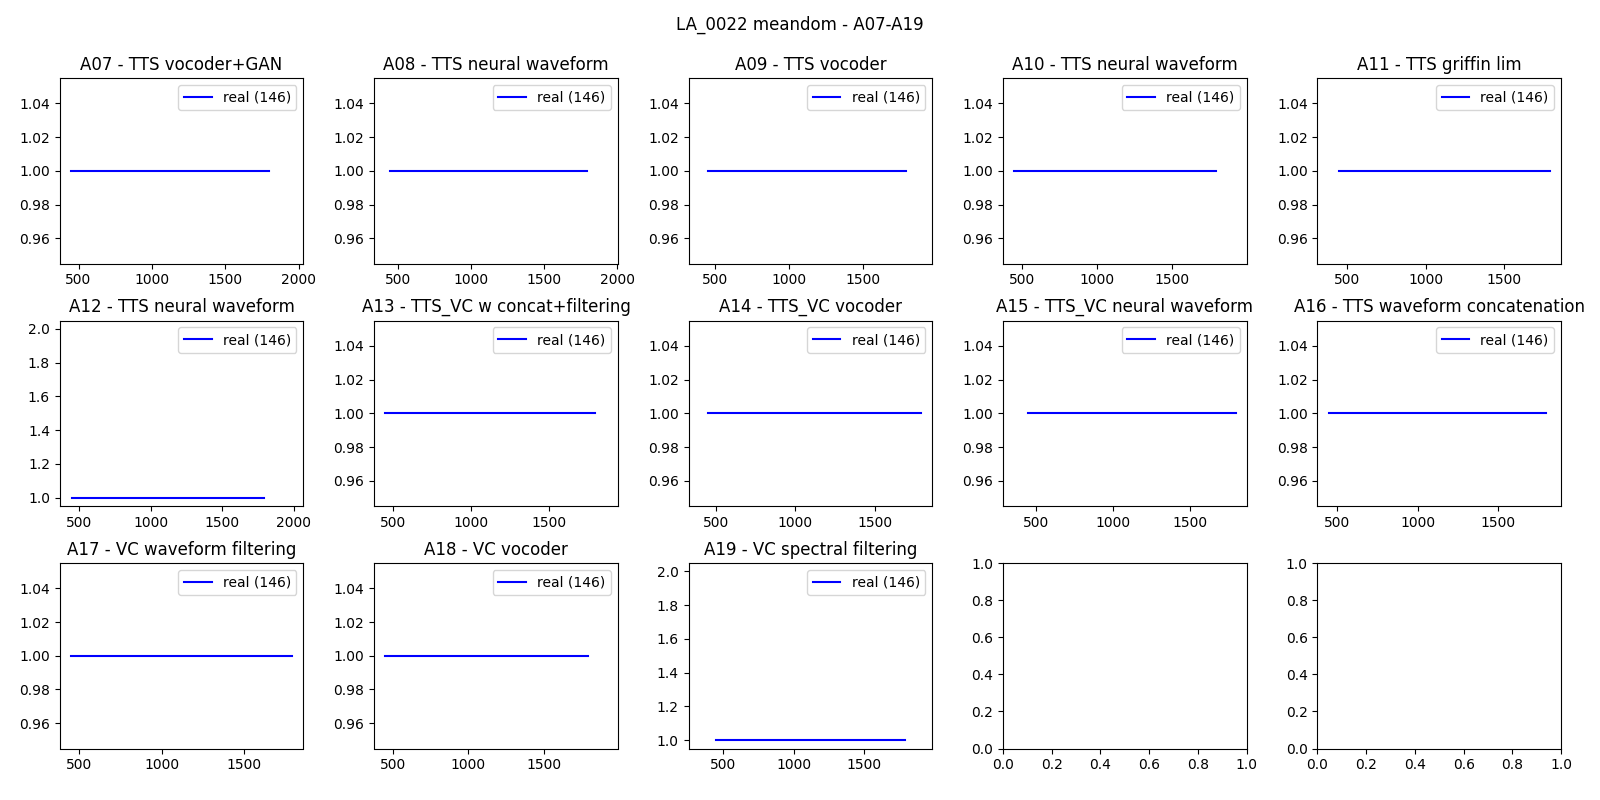 LA_0022 meandom - A07-A19
A07 - TTS vocoder+GAN
A08 - TTS neural waveform
A09 - TTS vocoder
A10 - TTS neural waveform
A11 - TTS griffin lim
real (146)
real (146)
real (146)
real (146)
real (146)
1.04 1.02 1.00 0.98 0.96
500 1000 1500 2000
1.04 1.02 1.00 0.98 0.96
500 1000 1500 2000
1.04 1.02 1.00 0.98 0.96
500 1000 1500
1.04 1.02 1.00 0.98 0.96
500 1000 1500
1.04 1.02 1.00 0.98 0.96
500 1000 1500
A12 - TTS neural waveform
A13 - TTS_VC w concat+filtering
A14 - TTS_VC vocoder
A15 - TTS_VC neural waveform
A16 - TTS waveform concatenation
real (146)
real (146)
real (146)
real (146)
real (146)
2.0 1.8 1.6 1.4 1.2 1.0
500 1000 1500 2000
1.04 1.02 1.00 0.98 0.96
500 1000 1500
1.04 1.02 1.00 0.98 0.96
500 1000 1500
1.04 1.02 1.00 0.98 0.96
500 1000 1500
1.04 1.02 1.00 0.98 0.96
500 1000 1500
A17 - VC waveform filtering
A18 - VC vocoder
A19 - VC spectral filtering
real (146)
real (146)
real (146)
1.04 1.02 1.00 0.98 0.96
500 1000 1500
1.04 1.02 1.00 0.98 0.96
500 1000 1500
2.0 1.8 1.6 1.4 1.2 1.0
500 1000 1500
1.0 0.8 0.6 0.4 0.2 0.0
0.0 0.2 0.4 0.6 0.8 1.0
1.0 0.8 0.6 0.4 0.2 0.0
0.0 0.2 0.4 0.6 0.8 1.0